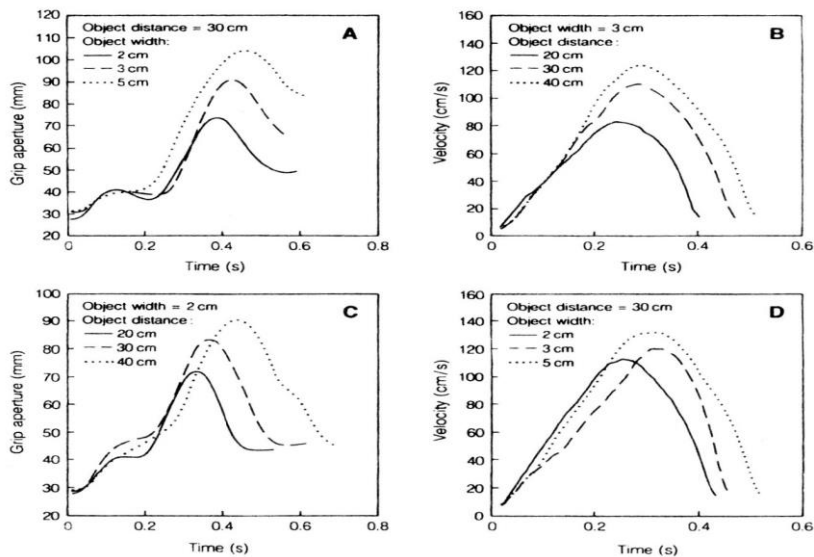 A
Object distance = 30 cm
Object width:
2 cm
3 cm
5 cm
Grip aperture (mm)
110
100
90
80
70
60
50
40
30
20
0 0.2 0.4 0.6 0.8
Time (s)
B
Object width = 3 cm
Object distance:
20 cm
30 cm
40 cm
Velocity (cm/s)
160
140
120
100
80
60
40
20
0
0 0.2 0.4 0.6
Time (s)
C
Object width = 2 cm
Object distance:
20 cm
30 cm
40 cm
Grip aperture (mm)
100
90
80
70
60
50
40
30
20
0 0.2 0.4 0.6 0.8
Time (s)
D
Object distance = 30 cm
Object width:
2 cm
3 cm
5 cm
Velocity (cm/s)
160
140
120
100
80
60
40
20
0
0 0.2 0.4 0.6
Time (s)